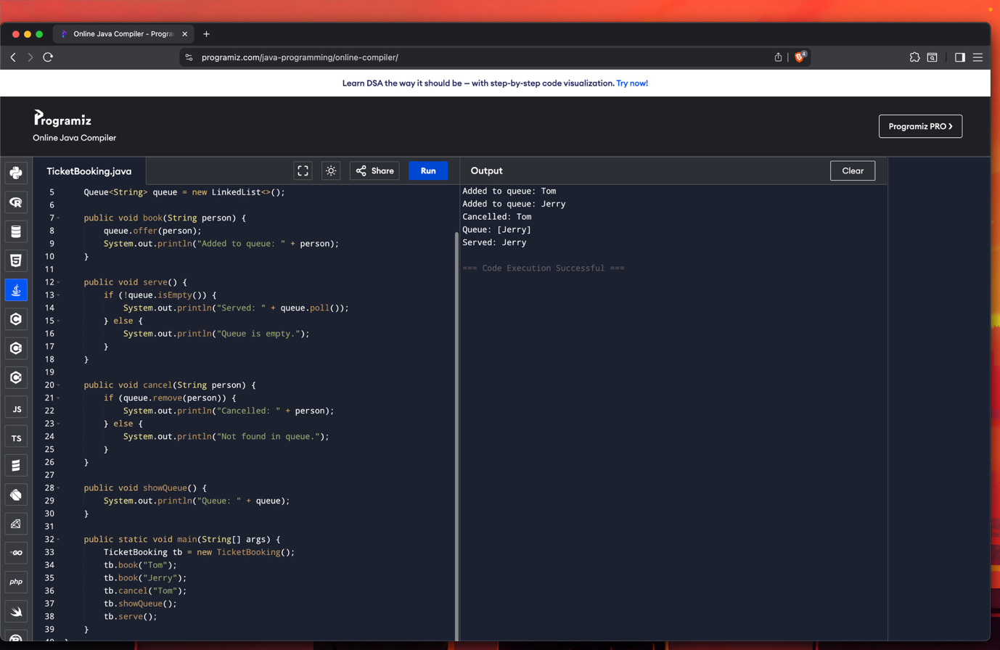 Online Java Compiler - Progra
programiz.com/java-programming/online-compiler/
4
Learn DSA the way it should be — with step-by-step code visualization. Try now!
Programiz
Online Java Compiler
Programiz PRO ❯
TicketBooking.java
Share
Run
Output
Clear
5     Queue<String> queue = new LinkedList<>();
6
7     public void book(String person) {
8         queue.offer(person);
9         System.out.println("Added to queue: " + person);
10     }
11
12     public void serve() {
13         if (!queue.isEmpty()) {
14             System.out.println("Served: " + queue.poll());
15         } else {
16             System.out.println("Queue is empty.");
17         }
18     }
19
20     public void cancel(String person) {
21         if (queue.remove(person)) {
22             System.out.println("Cancelled: " + person);
23         } else {
24             System.out.println("Not found in queue.");
25         }
26     }
27
28     public void showQueue() {
29         System.out.println("Queue: " + queue);
30     }
31
32     public static void main(String[] args) {
33         TicketBooking tb = new TicketBooking();
34         tb.book("Tom");
35         tb.book("Jerry");
36         tb.cancel("Tom");
37         tb.showQueue();
38         tb.serve();
39     }
Added to queue: Tom
Added to queue: Jerry
Cancelled: Tom
Queue: [Jerry]
Served: Jerry
=== Code Execution Successful ===
JS
TS
GO
php